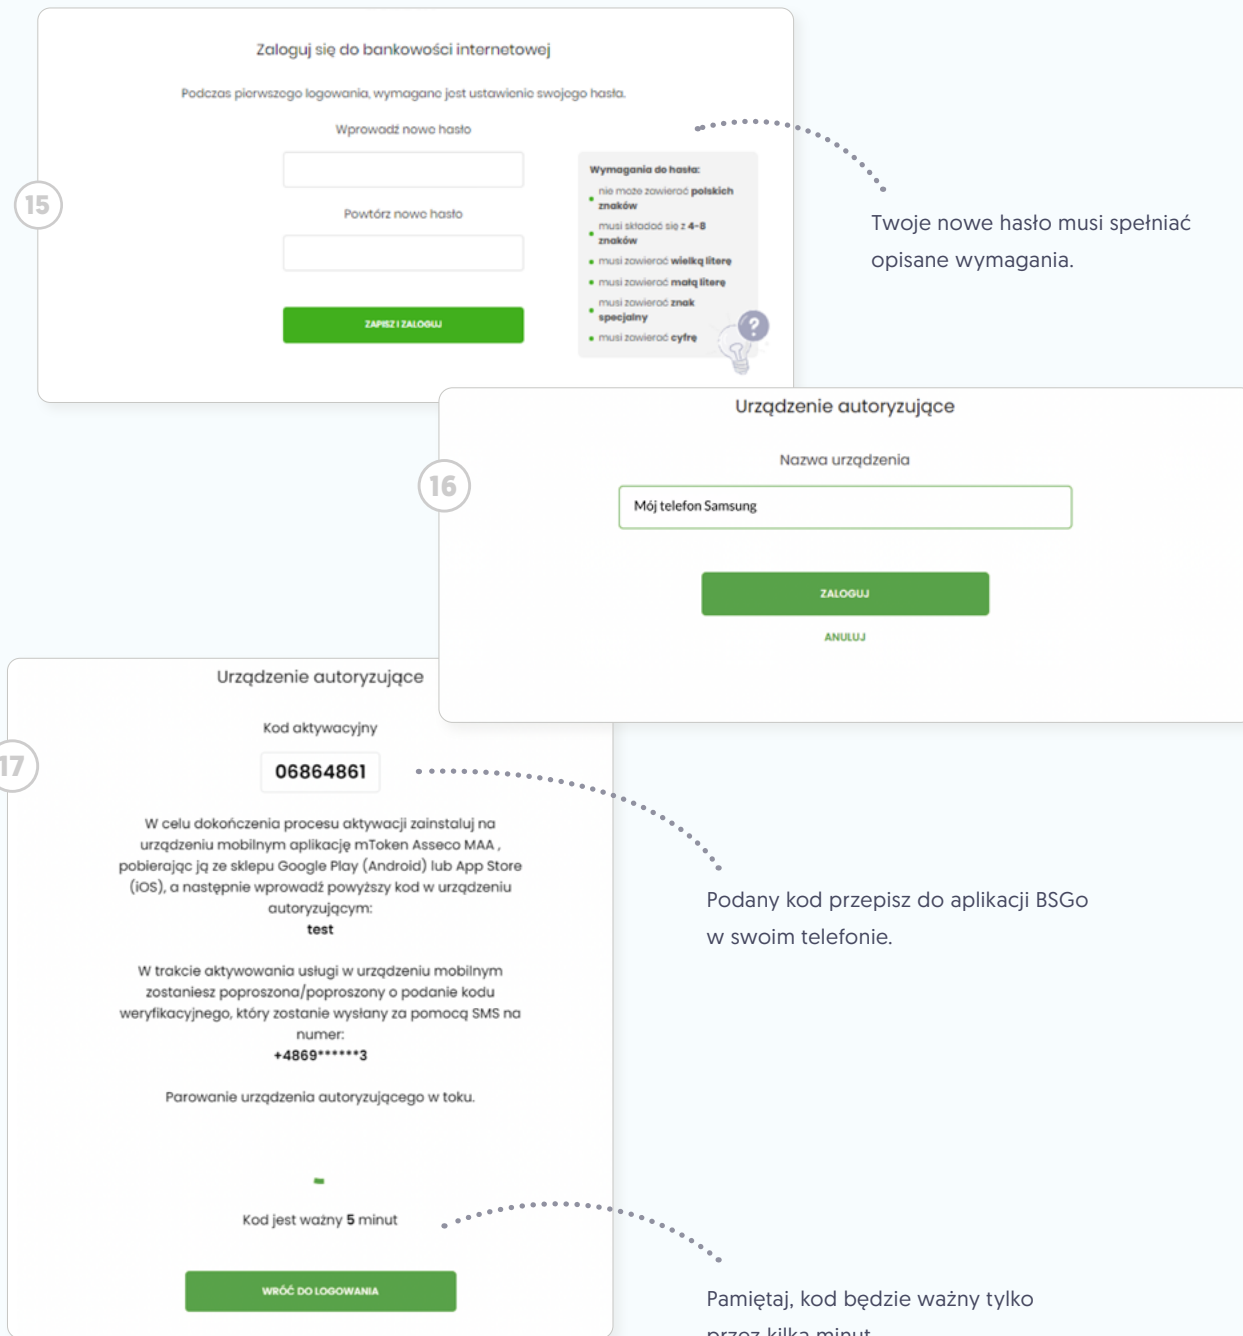 Zaloguj się do bankowości internetowej
Podczas pierwszego logowania, wymagane jest ustawienie swojego hasła.
Wprowadź nowe hasło
15
Powtórz nowe hasło
ZAPISZ I ZALOGUJ
Wymagania do hasła:
nie może zawierać polskich
znaków
musi składać się z 4-8
znaków
musi zawierać wielką literę
musi zawierać małą literę
musi zawierać znak
specjalny
musi zawierać cyfrę
?
Twoje nowe hasło musi spełniać
opisane wymagania.
Urządzenie autoryzujące
Nazwa urządzenia
16
Mój telefon Samsung
ZALOGUJ
ANULUJ
Urządzenie autoryzujące
Kod aktywacyjny
17
06864861
W celu dokończenia procesu aktywacji zainstaluj na
urządzeniu mobilnym aplikację mToken Asseco MAA ,
pobierając ją ze sklepu Google Play (Android) lub App Store
(iOS), a następnie wprowadź powyższy kod w urządzeniu
autoryzującym:
test
W trakcie aktywowania usługi w urządzeniu mobilnym
zostaniesz poproszona/poproszony o podanie kodu
weryfikacyjnego, który zostanie wysłany za pomocą SMS na
numer:
+4869******3
Parowanie urządzenia autoryzującego w toku.
Kod jest ważny 5 minut
WRÓĆ DO LOGOWANIA
Podany kod przepisz do aplikacji BSGo
w swoim telefonie.
Pamiętaj, kod będzie ważny tylko
przez kilka minut